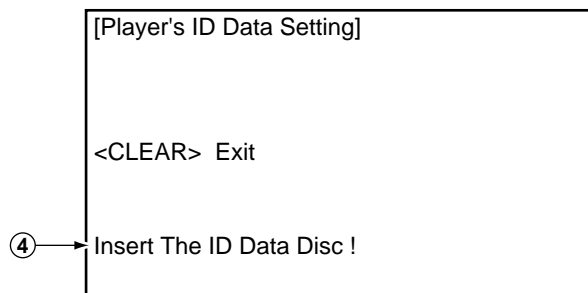 [Player's ID Data Setting]
<CLEAR> Exit
4 Insert The ID Data Disc !